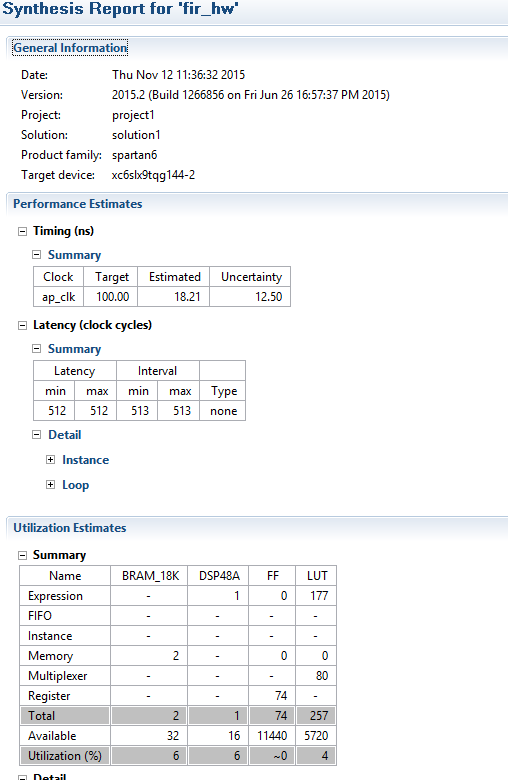 Synthesis Report for 'fir_hw'
General Information
Date: Thu Nov 12 11:36:32 2015
Version: 2015.2 (Build 1266856 on Fri Jun 26 16:57:37 PM 2015)
Project: project1
Solution: solution1
Product family: spartan6
Target device: xc6slx9tqg144-2
Performance Estimates
Timing (ns)
Summary
Clock Target Estimated Uncertainty
ap_clk 100.00 18.21 12.50
Latency (clock cycles)
Summary
Latency Interval
min max min max Type
512 512 513 513 none
Detail
Instance
Loop
Utilization Estimates
Summary
Name BRAM_18K DSP48A FF LUT
Expression - 1 0 177
FIFO - - - -
Instance - - - -
Memory 2 - 0 0
Multiplexer - - - 80
Register - - 74 -
Total 2 1 74 257
Available 32 16 11440 5720
Utilization (%) 6 6 ~0 4
Detail